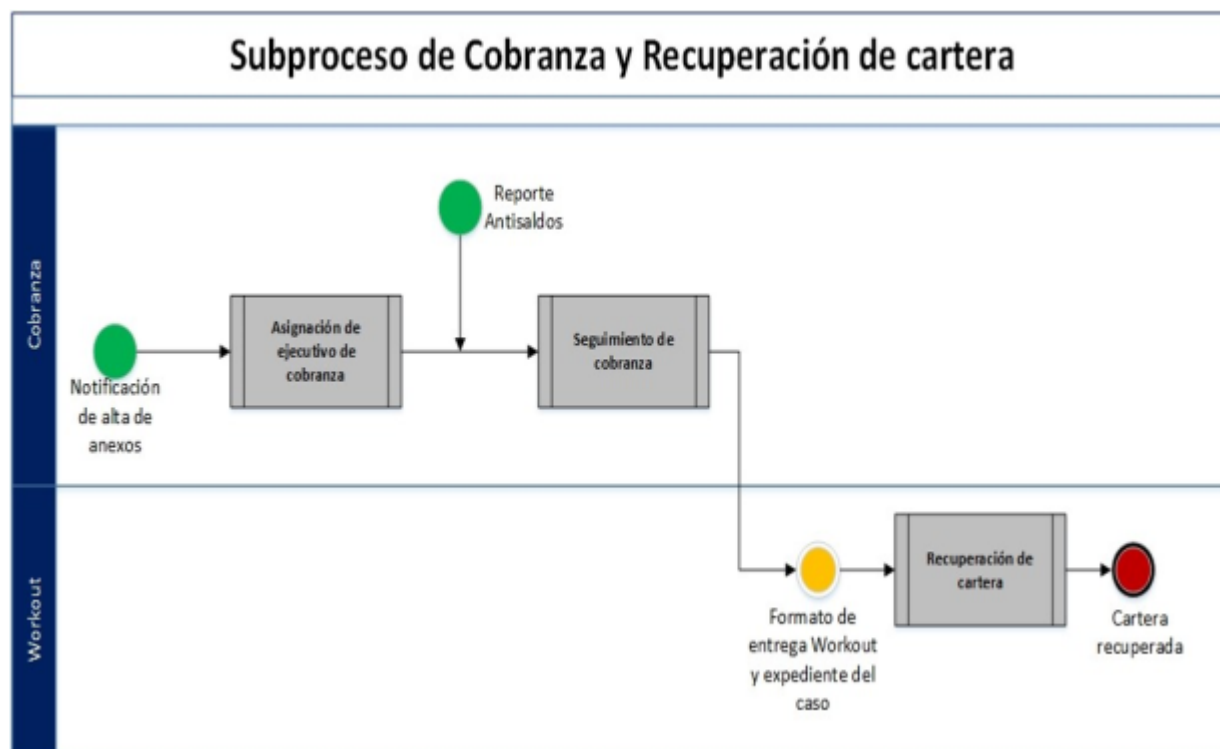 Subproceso de Cobranza y Recuperación de cartera
Cobranza
Reporte
Antisaldos
Asignación de
ejecutivo de
cobranza
Seguimiento de
cobranza
Notificación
de alta de
anexos
Workout
Recuperación de
cartera
Formato de
entrega Workout
y expediente del
caso
Cartera
recuperada